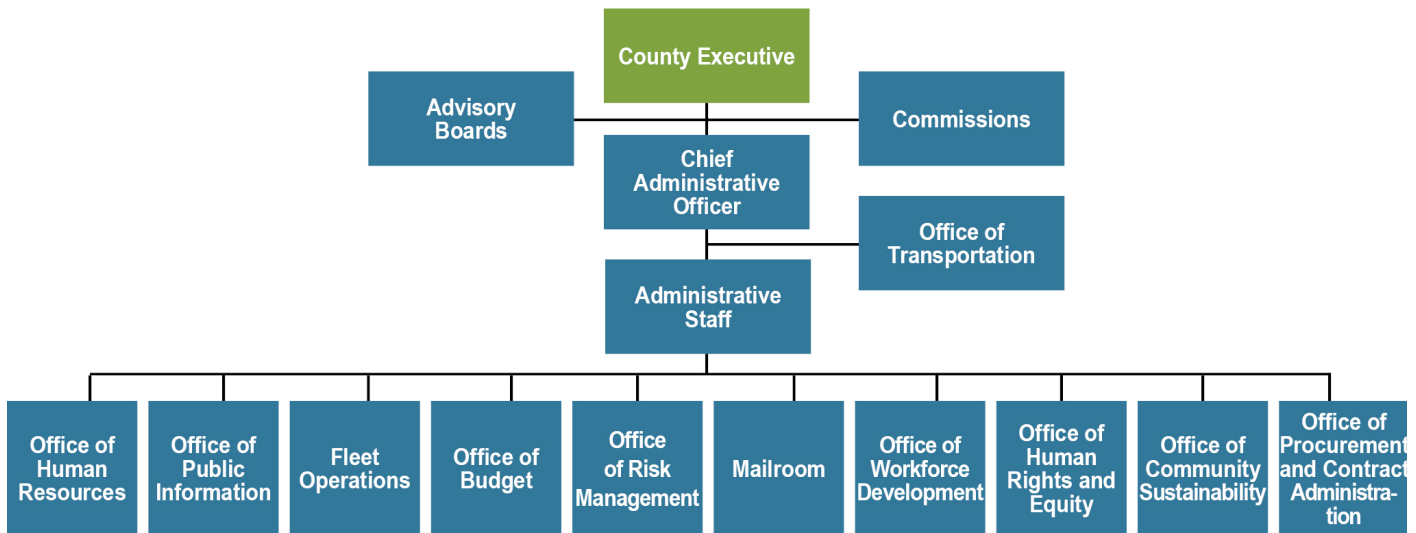 County Executive
Advisory
Boards
Commissions
Chief
Administrative
Officer
Office of
Transportation
Administrative
Staff
Office of
Human
Resources
Office of
Public
Information
Fleet
Operations
Office of
Budget
Office
of Risk
Management
Mailroom
Office of
Workforce
Development
Office of
Human
Rights and
Equity
Office of
Community
Sustainability
Office of
Procurement
and Contract
Administra-
tion